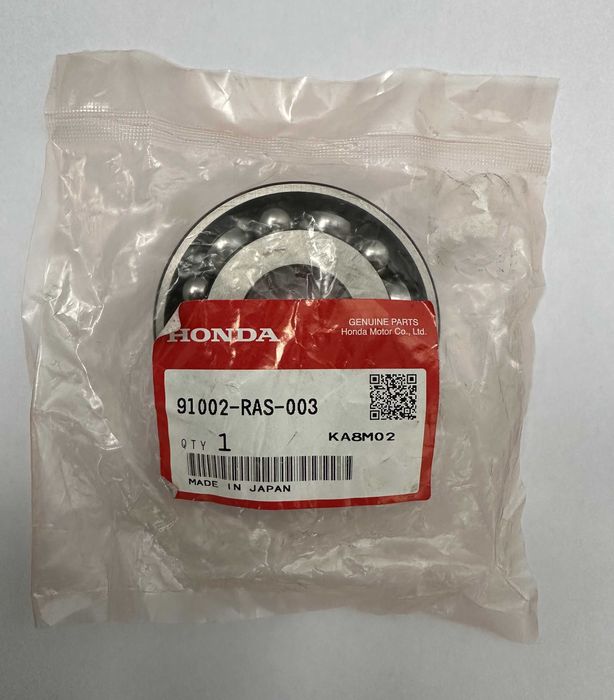 HONDA
GENUINE PARTS
Honda Motor Co., Ltd.
91002-RAS-003
QTY 1
KA8M02
MADE IN JAPAN